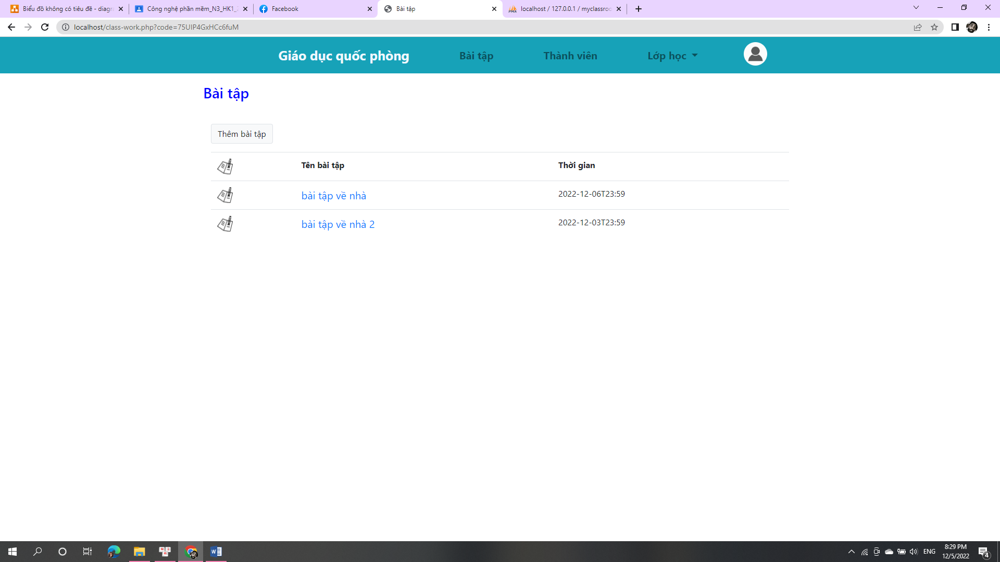 Biểu đồ không có tiêu đề - diagra
Công nghệ phần mềm_N3_HK1_2
Facebook
Bài tập
localhost / 127.0.0.1 / myclassroo
localhost/class-work.php?code=75UIP4GxHCc6fuM
Giáo dục quốc phòng
Bài tập
Thành viên
Lớp học
Bài tập
Thêm bài tập
Tên bài tập
Thời gian
bài tập về nhà
2022-12-06T23:59
bài tập về nhà 2
2022-12-03T23:59
ENG
8:29 PM
12/5/2022
4